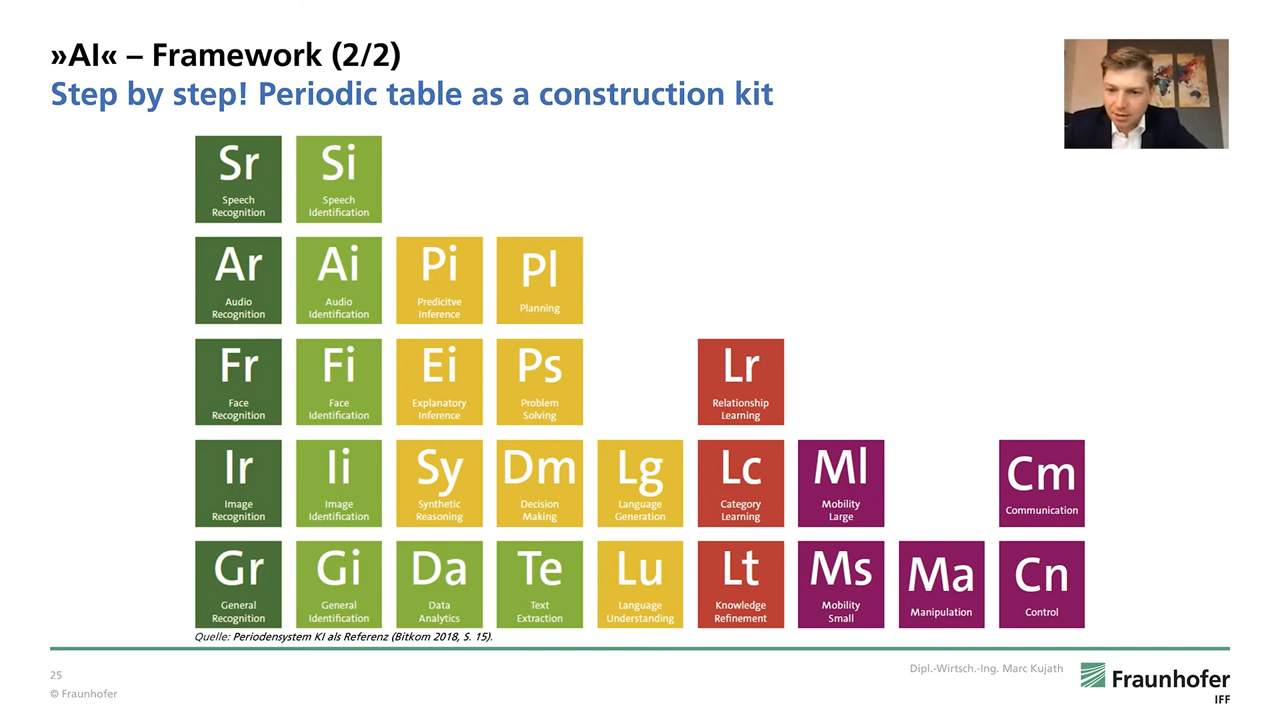 »AI« – Framework (2/2)
Step by step! Periodic table as a construction kit
Sr
Speech
Recognition
Si
Speech
Identification
Ar
Audio
Recognition
Ai
Audio
Identification
Pi
Predicitve
Inference
Pl
Planning
Fr
Face
Recognition
Fi
Face
Identification
Ei
Explanatory
Inference
Ps
Problem
Solving
Lr
Relationship
Learning
Ir
Image
Recognition
Ii
Image
Identification
Sy
Synthetic
Reasoning
Dm
Decision
Making
Lg
Language
Generation
Lc
Category
Learning
Ml
Mobility
Large
Cm
Communication
Gr
General
Recognition
Gi
General
Identification
Da
Data
Analytics
Te
Text
Extraction
Lu
Language
Understanding
Lt
Knowledge
Refinement
Ms
Mobility
Small
Ma
Manipulation
Cn
Control
Quelle: Periodensystem KI als Referenz (Bitkom 2018, S. 15).
25
© Fraunhofer
Dipl.-Wirtsch.-Ing. Marc Kujath
Fraunhofer
IFF